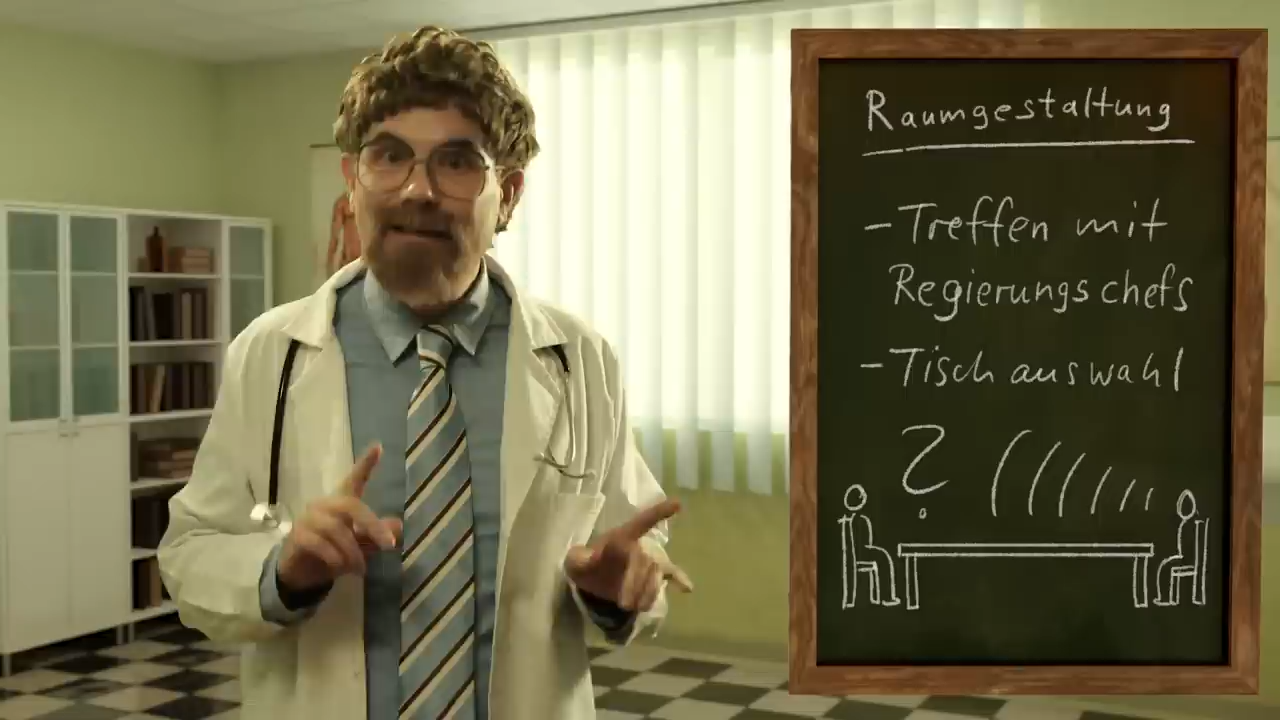 Raumgestaltung
- Treffen mit
Regierungschefs
- Tischauswahl
?